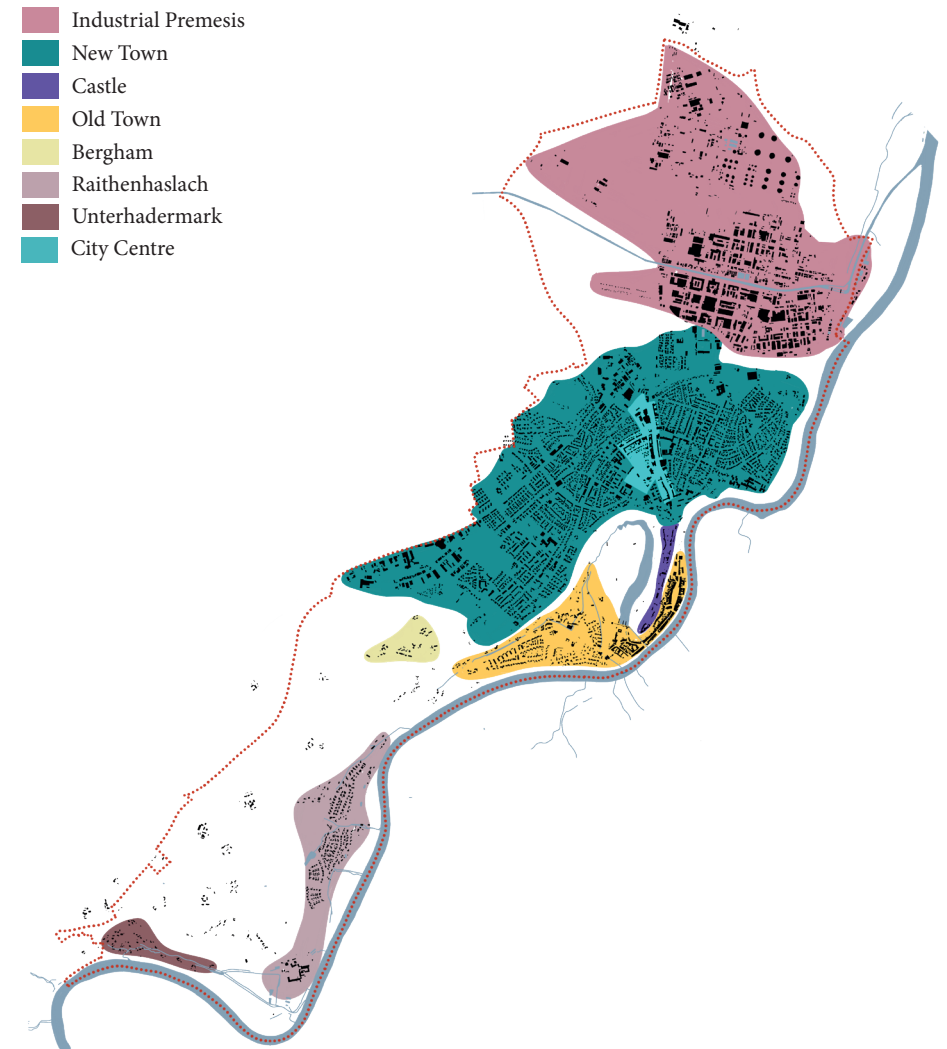 Industrial Premesis
New Town
Castle
Old Town
Bergham
Raithenhaslach
Unterhadermark
City Centre